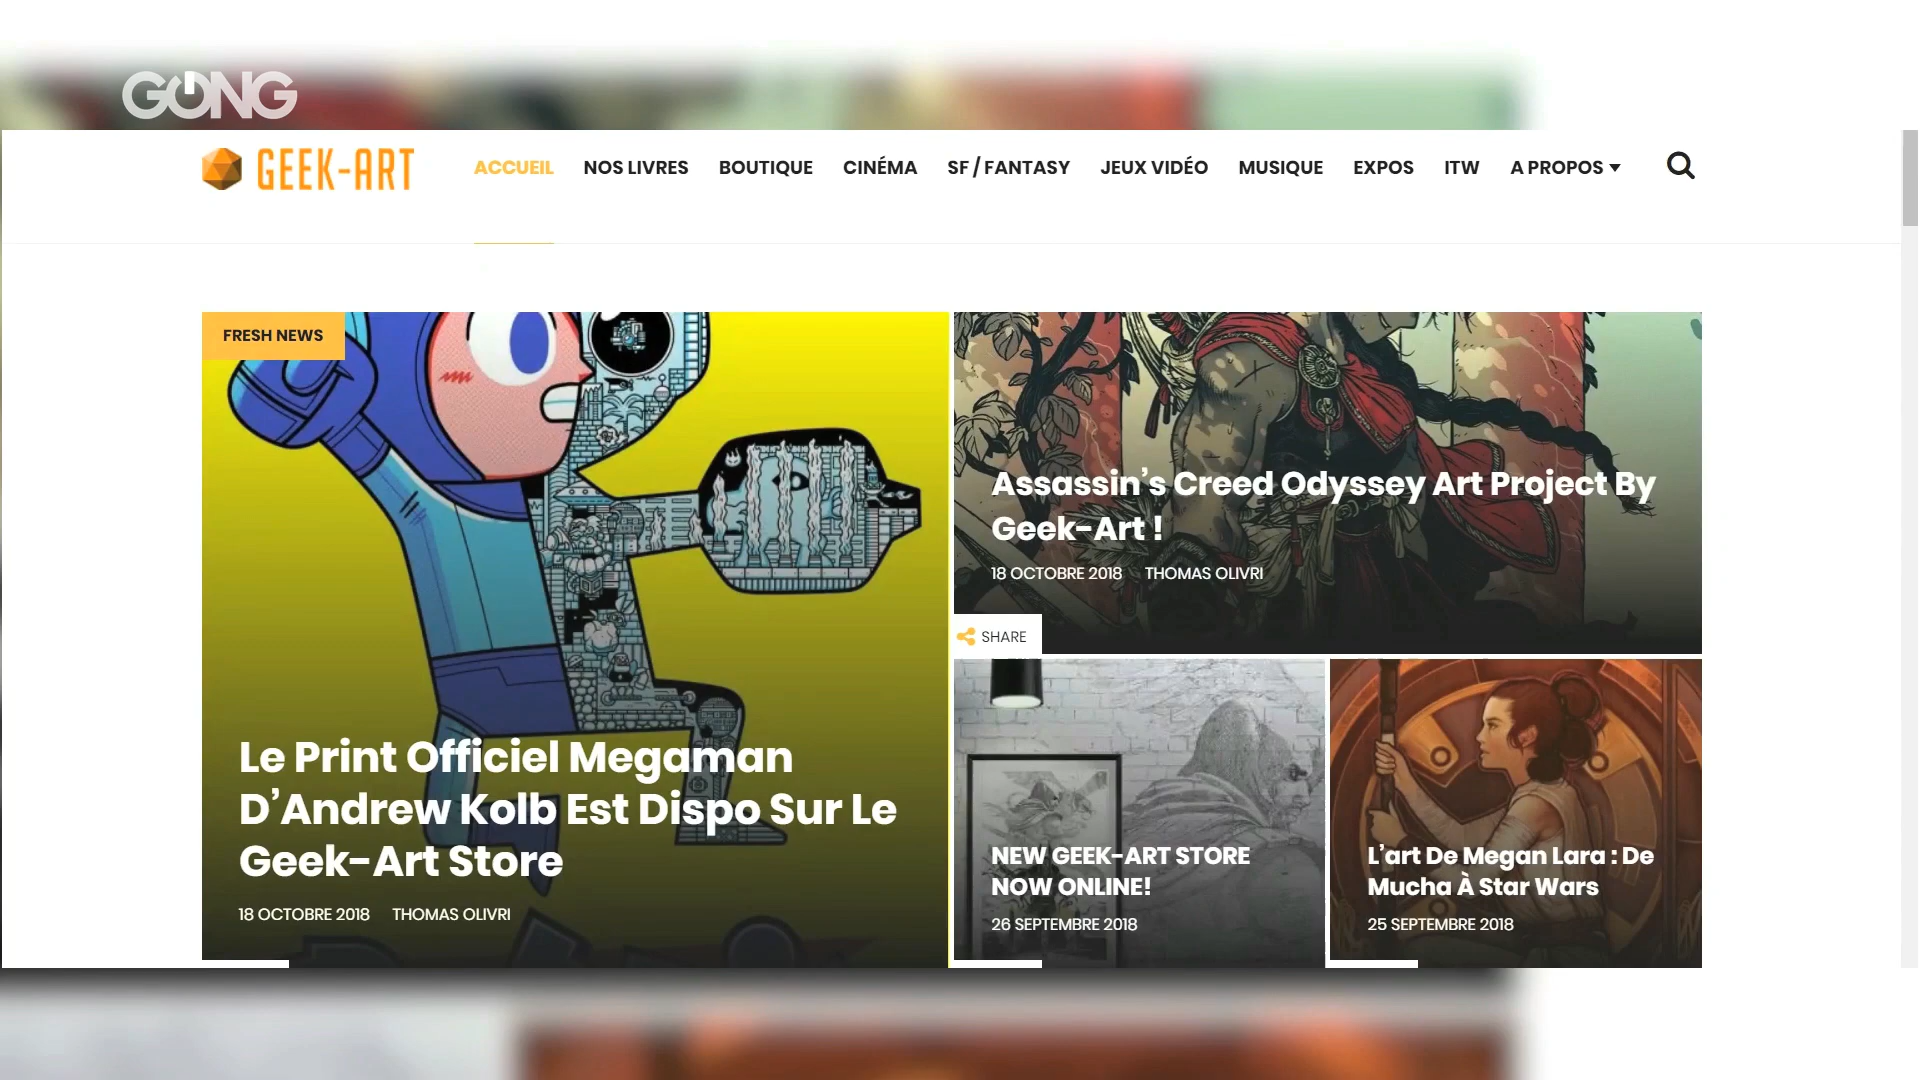 GONG
GEEK-ART
ACCUEIL NOS LIVRES BOUTIQUE CINÉMA SF / FANTASY JEUX VIDÉO MUSIQUE EXPOS ITW A PROPOS
FRESH NEWS
Le Print Officiel Megaman
D’Andrew Kolb Est Dispo Sur Le
Geek-Art Store
18 OCTOBRE 2018 THOMAS OLIVRI
Assassin’s Creed Odyssey Art Project By
Geek-Art !
18 OCTOBRE 2018 THOMAS OLIVRI
SHARE
NEW GEEK-ART STORE
NOW ONLINE!
26 SEPTEMBRE 2018
L’art De Megan Lara : De
Mucha À Star Wars
25 SEPTEMBRE 2018